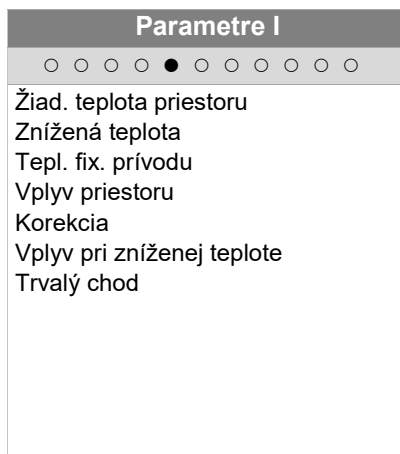 Parametre I
Žiad. teplota priestoru
Znížená teplota
Tepl. fix. prívodu
Vplyv priestoru
Korekcia
Vplyv pri zníženej teplote
Trvalý chod